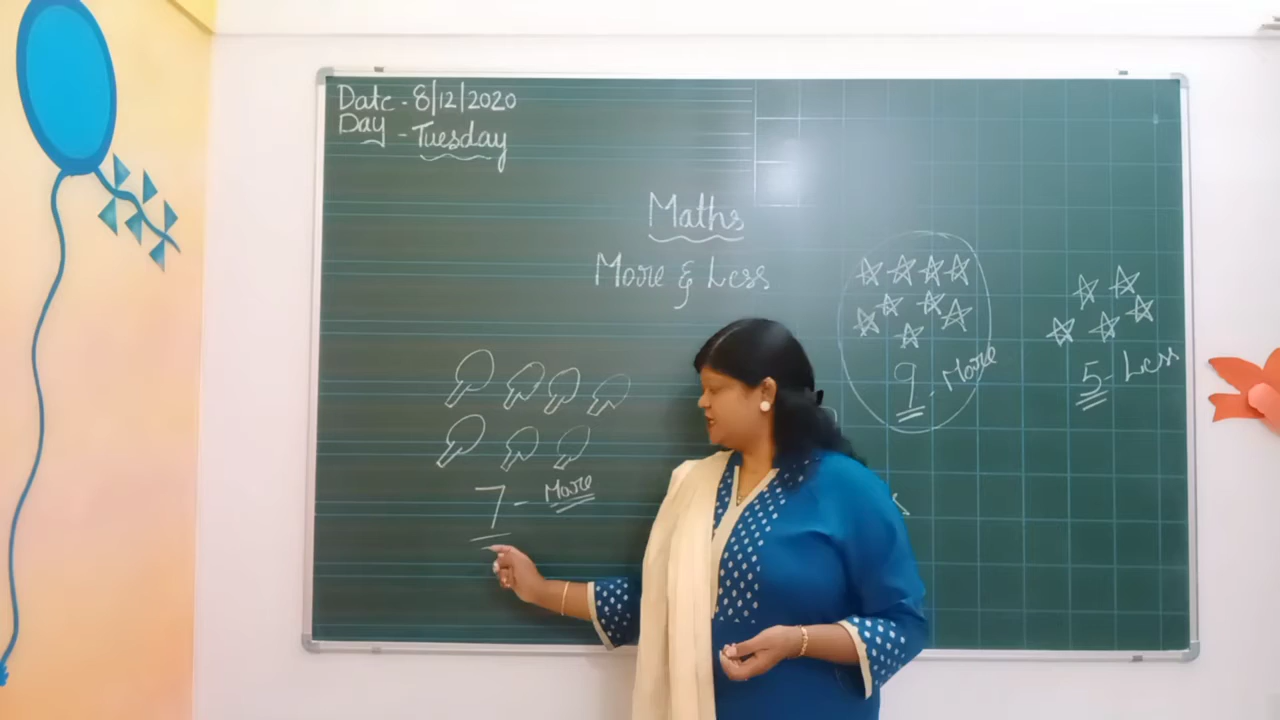 Date - 8/12/2020
Day - Tuesday
Maths
More & Less
9 - More
5 - Less
7 - More